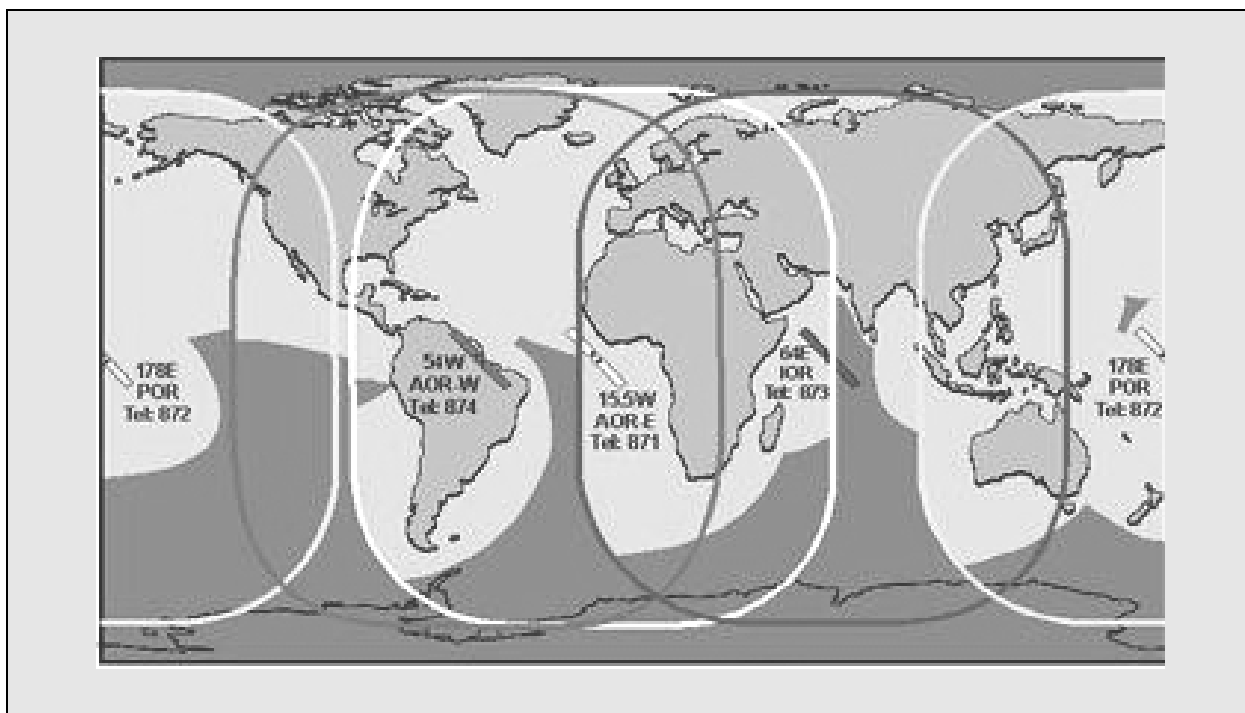 178E
POR
Tel: 872
54W
AOR-W
Tel: 874
15.5W
AOR-E
Tel: 871
64E
IOR
Tel: 873
178E
POR
Tel: 872